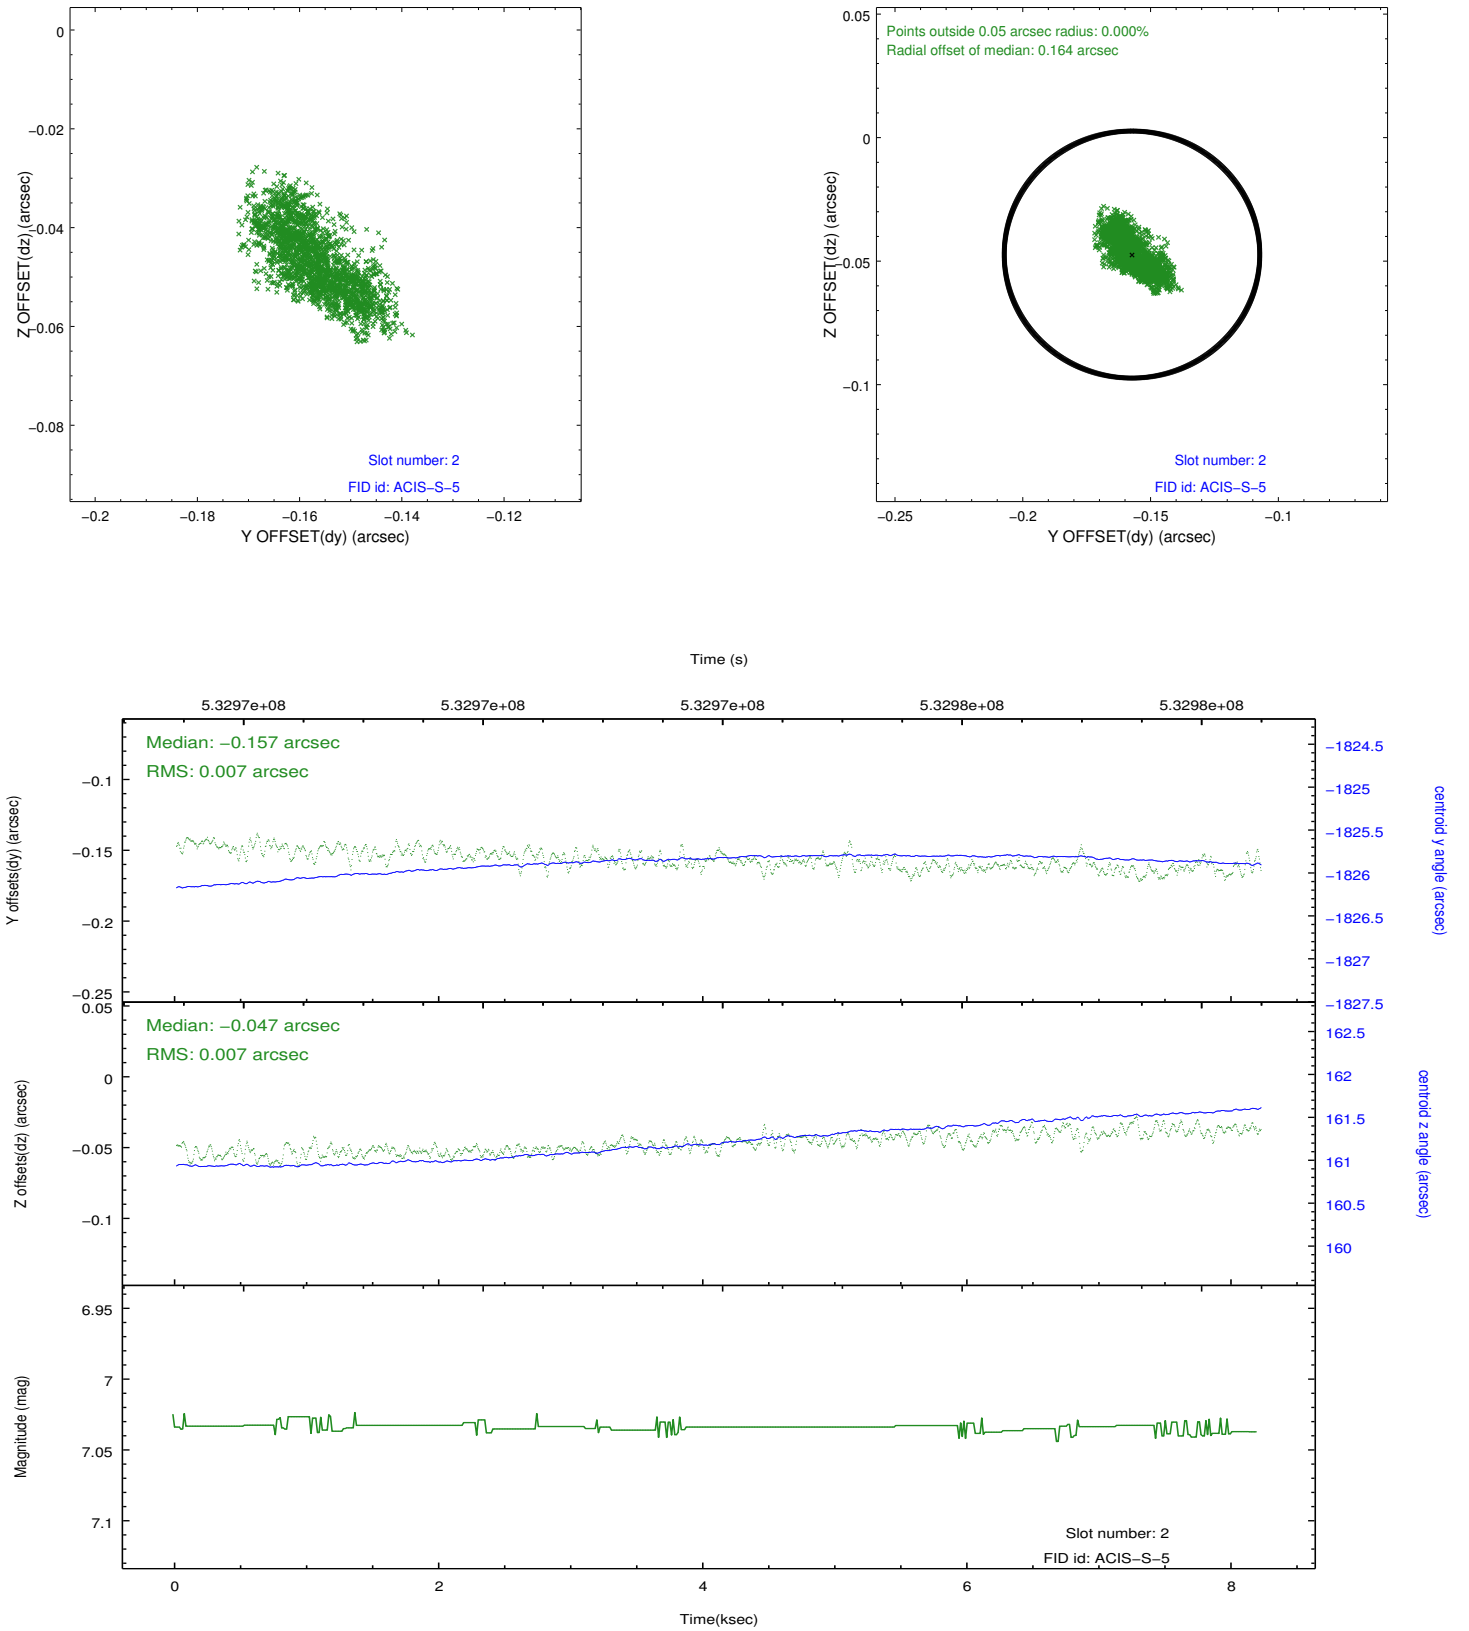 0
−0.02
−0.04
−0.06
−0.08
Z OFFSET(dz) (arcsec)
Slot number: 2
FID id: ACIS−S−5
−0.2
−0.18
−0.16
−0.14
−0.12
Y OFFSET(dy) (arcsec)
0.05
0
−0.05
−0.1
Z OFFSET(dz) (arcsec)
Points outside 0.05 arcsec radius: 0.000%
Radial offset of median: 0.164 arcsec
Slot number: 2
FID id: ACIS−S−5
−0.25
−0.2
−0.15
−0.1
Y OFFSET(dy) (arcsec)
Time (s)
5.3297e+08
5.3297e+08
5.3297e+08
5.3298e+08
5.3298e+08
Median: −0.157 arcsec
RMS: 0.007 arcsec
−0.1
−0.15
−0.2
−0.25
Y offsets(dy) (arcsec)
−1824.5
−1825
−1825.5
−1826
−1826.5
−1827
−1827.5
centroid y angle (arcsec)
Median: −0.047 arcsec
RMS: 0.007 arcsec
0.05
0
−0.05
−0.1
Z offsets(dz) (arcsec)
162.5
162
161.5
161
160.5
160
centroid z angle (arcsec)
6.95
7
7.05
7.1
Magnitude (mag)
Slot number: 2
FID id: ACIS−S−5
0
2
4
6
8
Time(ksec)